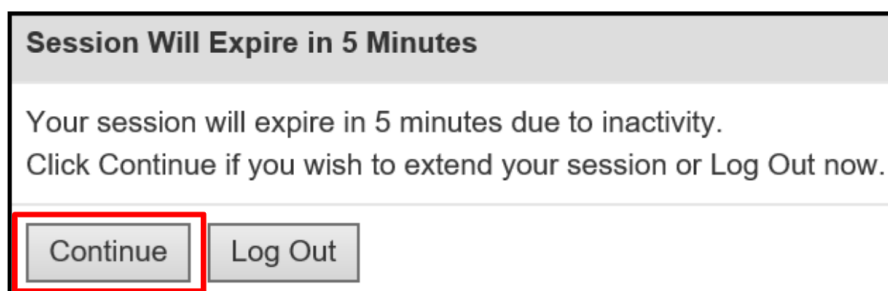 Session Will Expire in 5 Minutes
Your session will expire in 5 minutes due to inactivity.
Click Continue if you wish to extend your session or Log Out now.
Continue Log Out